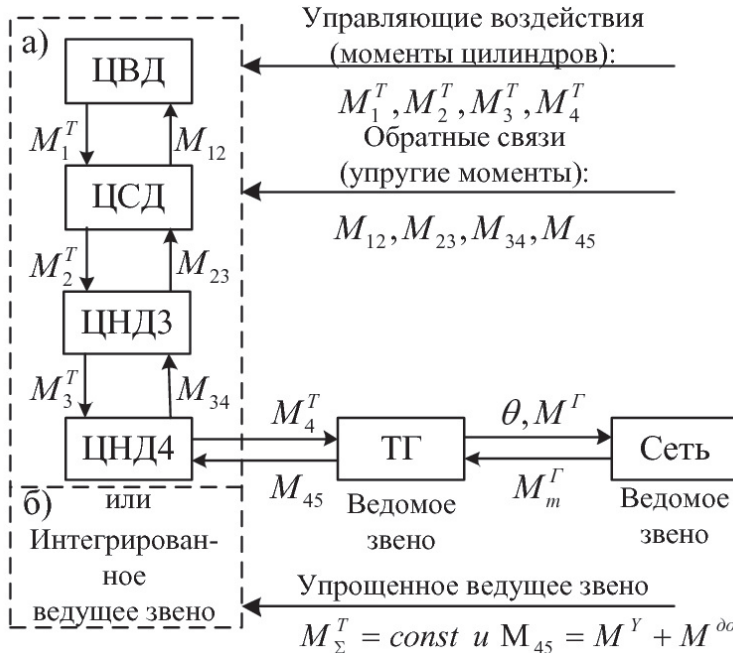 а)
ЦВД
M_1^T
M_12
ЦСД
M_2^T
M_23
ЦНД3
M_3^T
M_34
ЦНД4
или
б)
Интегрирован-
ное
ведущее звено
Управляющие воздействия
(моменты цилиндров):
M_1^T, M_2^T, M_3^T, M_4^T
Обратные связи
(упругие моменты):
M_12, M_23, M_34, M_45
M_4^T
M_45
ТГ
Ведомое
звено
θ, M^Г
M_m^Г
Сеть
Ведомое
звено
Упрощенное ведущее звено
M_Σ^T = const и M_45 = M^Y + M^до